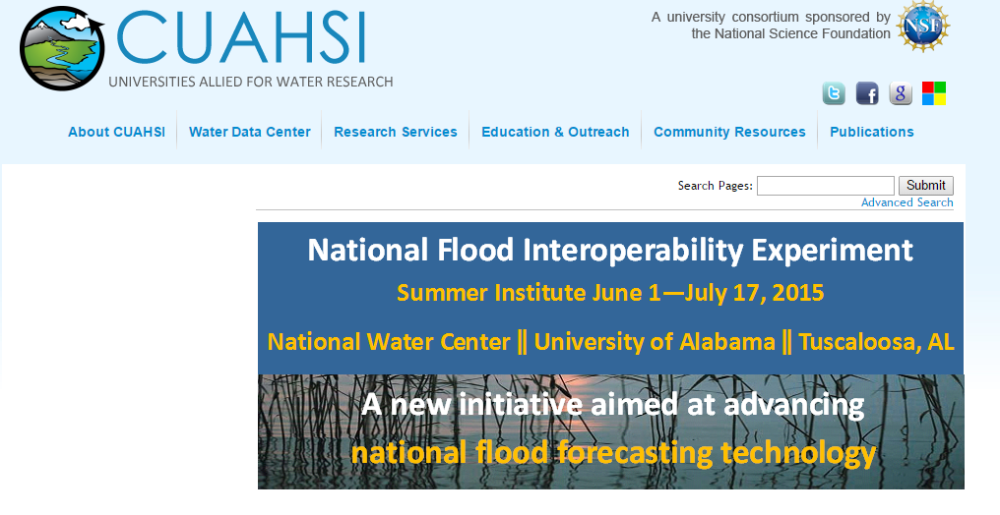 CUAHSI
UNIVERSITIES ALLIED FOR WATER RESEARCH
A university consortium sponsored by
the National Science Foundation
NSF
About CUAHSI
Water Data Center
Research Services
Education & Outreach
Community Resources
Publications
Search Pages:
Submit
Advanced Search
National Flood Interoperability Experiment
Summer Institute June 1—July 17, 2015
National Water Center ‖ University of Alabama ‖ Tuscaloosa, AL
A new initiative aimed at advancing
national flood forecasting technology